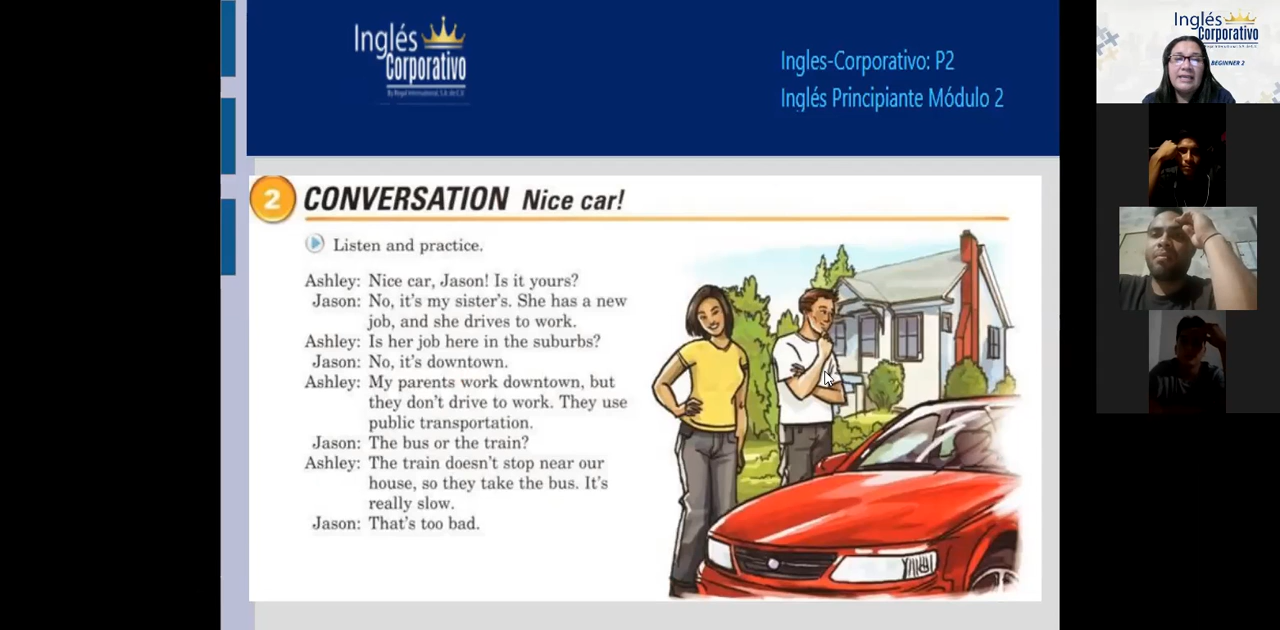 Inglés
Corporativo
By Royal International, S.A. de C.V.
Ingles-Corporativo: P2
Inglés Principiante Módulo 2
2 CONVERSATION Nice car!
Listen and practice.
Ashley: Nice car, Jason! Is it yours?
Jason: No, it's my sister's. She has a new
job, and she drives to work.
Ashley: Is her job here in the suburbs?
Jason: No, it's downtown.
Ashley: My parents work downtown, but
they don't drive to work. They use
public transportation.
Jason: The bus or the train?
Ashley: The train doesn't stop near our
house, so they take the bus. It's
really slow.
Jason: That's too bad.
Inglés
Corporativo
BEGINNER 2